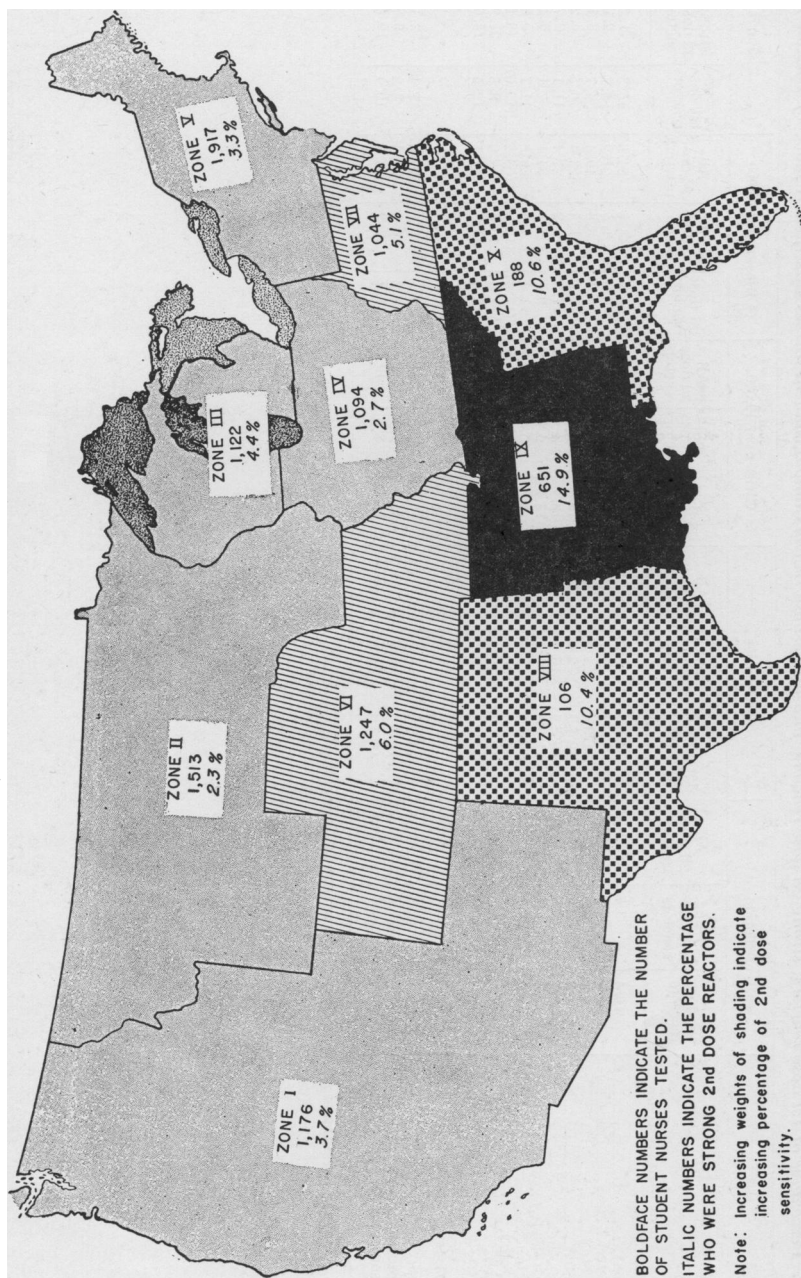 ZONE I
1,176
3.7%
ZONE II
1,513
2.3%
ZONE III
1,122
4.4%
ZONE IV
1,094
2.7%
ZONE V
1,917
3.3%
ZONE VI
1,247
6.0%
ZONE VII
1,044
5.1%
ZONE VIII
106
10.4%
ZONE IX
651
14.9%
ZONE X
188
10.6%
BOLDFACE NUMBERS INDICATE THE NUMBER
OF STUDENT NURSES TESTED.
ITALIC NUMBERS INDICATE THE PERCENTAGE
WHO WERE STRONG 2nd DOSE REACTORS.
Note: Increasing weights of shading indicate
increasing percentage of 2nd dose
sensitivity.